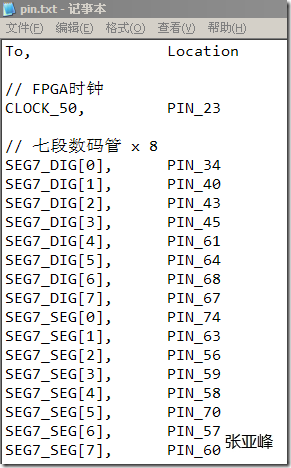 pin.txt - 记事本
文件(F) 编辑(E) 格式(O) 查看(V) 帮助(H)
To, Location
// FPGA时钟
CLOCK_50, PIN_23
// 七段数码管 x 8
SEG7_DIG[0], PIN_34
SEG7_DIG[1], PIN_40
SEG7_DIG[2], PIN_43
SEG7_DIG[3], PIN_45
SEG7_DIG[4], PIN_61
SEG7_DIG[5], PIN_64
SEG7_DIG[6], PIN_68
SEG7_DIG[7], PIN_67
SEG7_SEG[0], PIN_74
SEG7_SEG[1], PIN_63
SEG7_SEG[2], PIN_56
SEG7_SEG[3], PIN_59
SEG7_SEG[4], PIN_58
SEG7_SEG[5], PIN_70
SEG7_SEG[6], PIN_57
SEG7_SEG[7], PIN_60
张亚峰